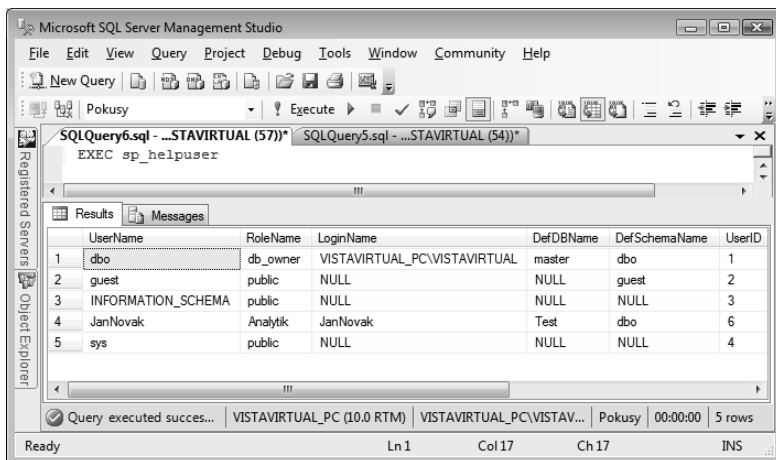 Microsoft SQL Server Management Studio
File Edit View Query Project Debug Tools Window Community Help
New Query
Pokusy Execute
SQLQuery6.sql - ...STAVIRTUAL (57))* SQLQuery5.sql - ...STAVIRTUAL (54))*
EXEC sp_helpuser
Registered Servers
Object Explorer
Results Messages
UserName RoleName LoginName DefDBName DefSchemaName UserID
1 dbo db_owner VISTAVIRTUAL_PC\VISTAVIRTUAL master dbo 1
2 guest public NULL NULL guest 2
3 INFORMATION_SCHEMA public NULL NULL NULL 3
4 JanNovak Analytik JanNovak Test dbo 6
5 sys public NULL NULL NULL 4
Query executed succes... VISTAVIRTUAL_PC (10.0 RTM) VISTAVIRTUAL_PC\VISTAV... Pokusy 00:00:00 5 rows
Ready Ln 1 Col 17 Ch 17 INS